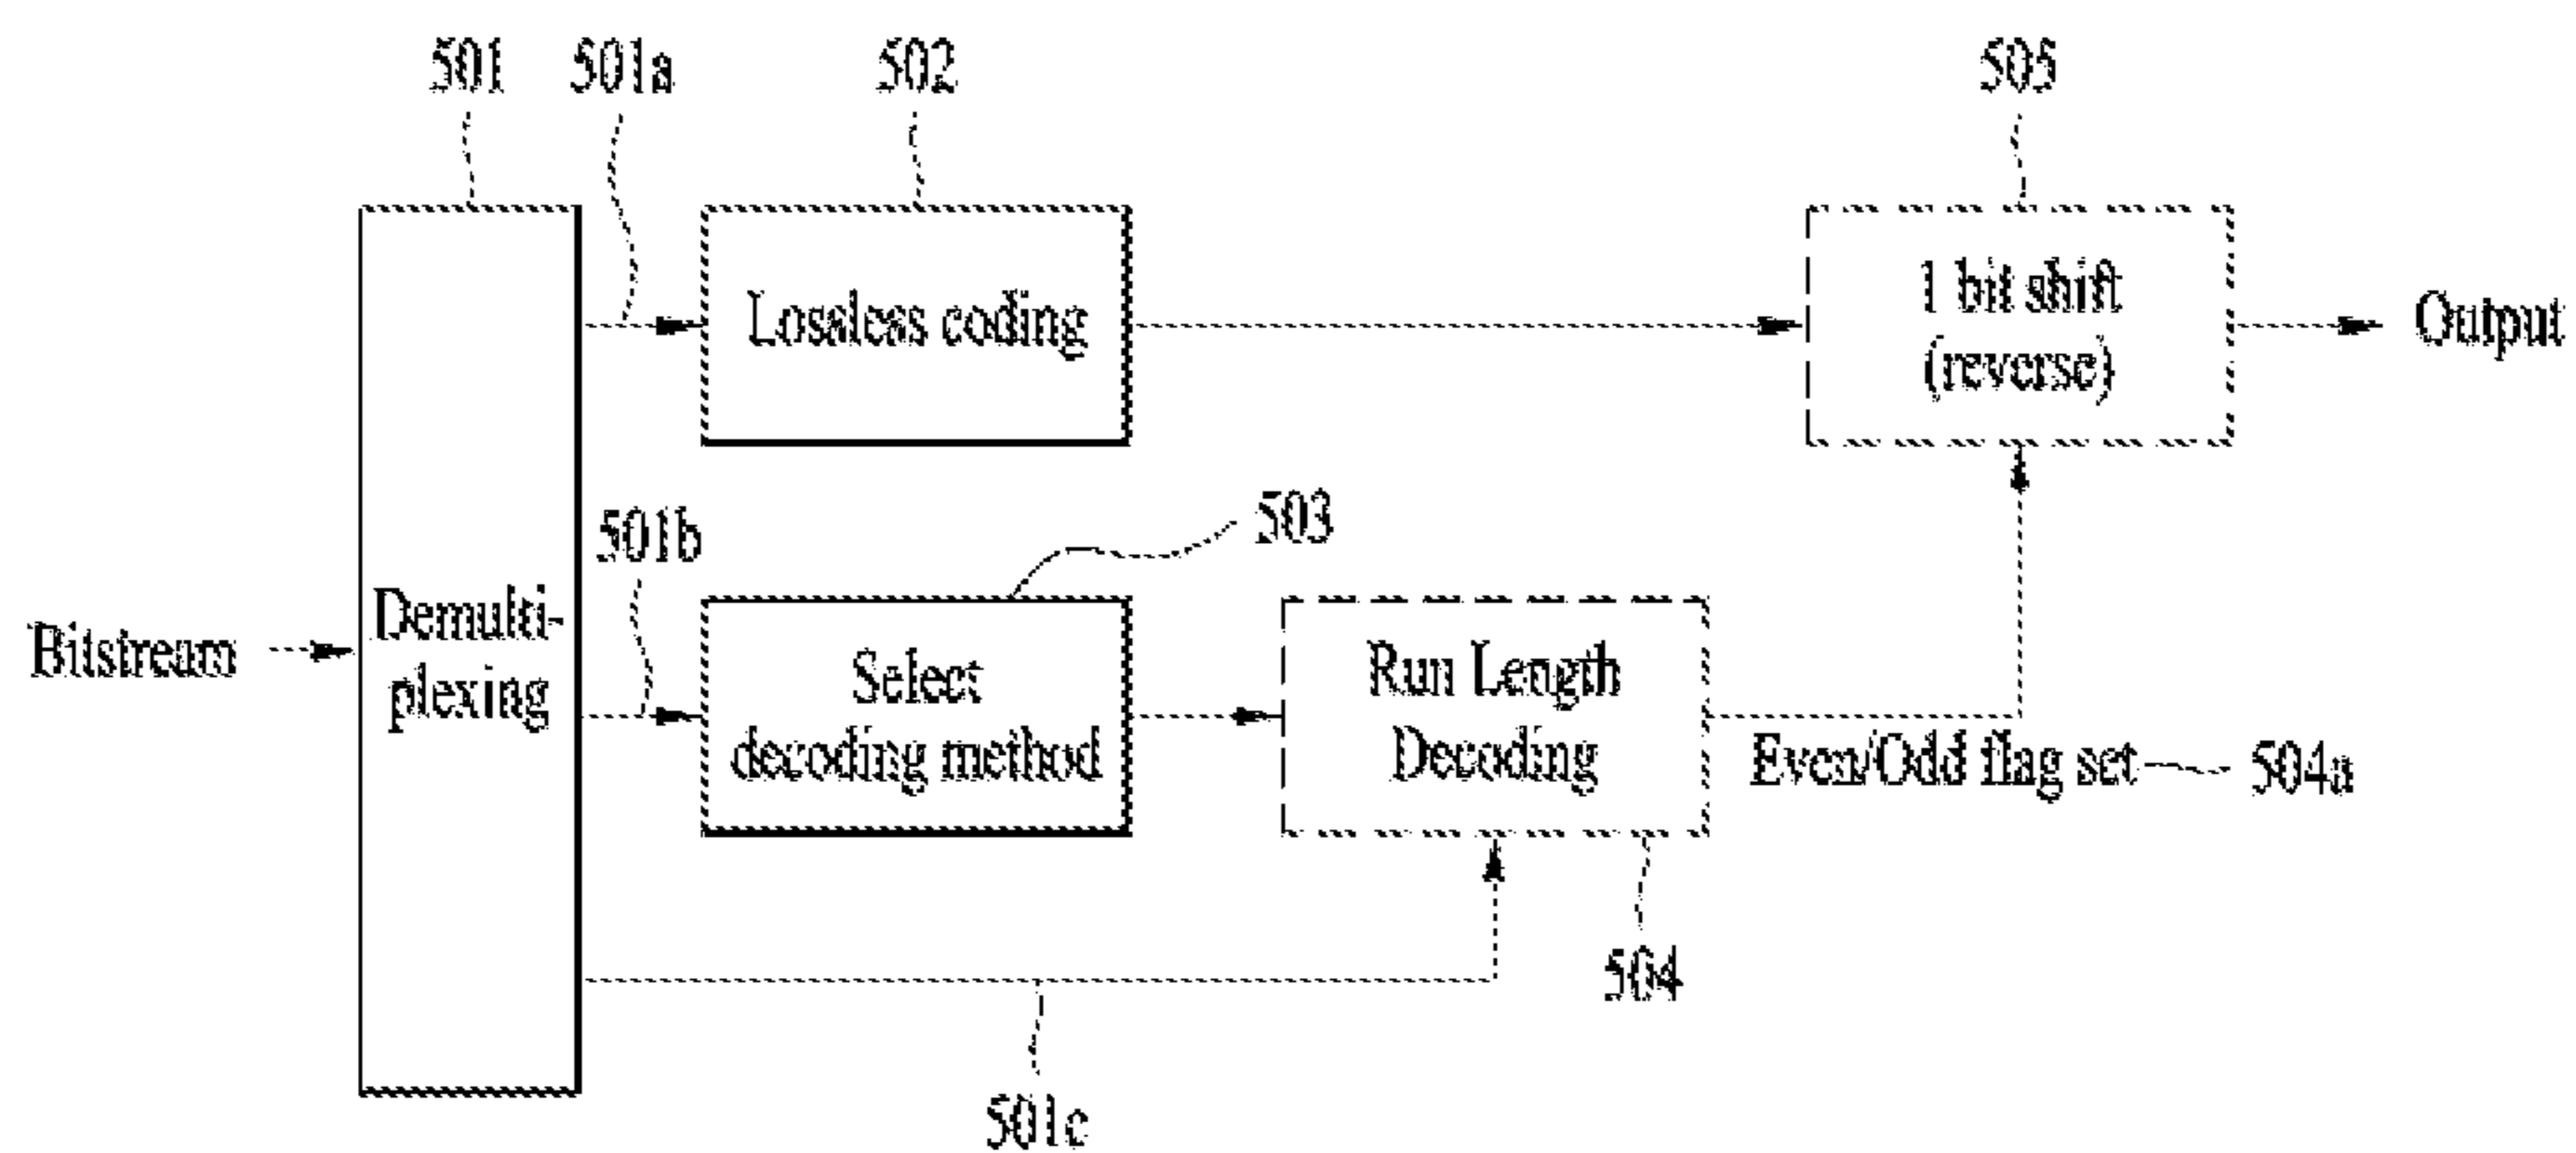 501
501a
502
505
Lossless coding
1 bit shift
(reverse)
Output
501b
503
Bitstream
Demulti-
plexing
Select
decoding method
Run Length
Decoding
Even/Odd flag set
504a
504
501c